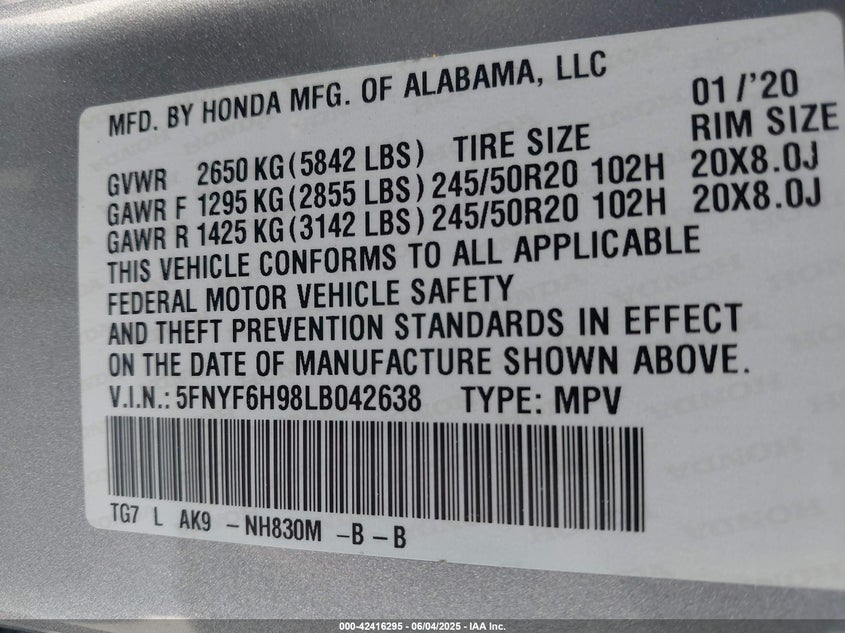 MFD. BY HONDA MFG. OF ALABAMA, LLC 01/'20
GVWR 2650 KG (5842 LBS) TIRE SIZE RIM SIZE
GAWR F 1295 KG (2855 LBS) 245/50R20 102H 20X8.0J
GAWR R 1425 KG (3142 LBS) 245/50R20 102H 20X8.0J
THIS VEHICLE CONFORMS TO ALL APPLICABLE
FEDERAL MOTOR VEHICLE SAFETY
AND THEFT PREVENTION STANDARDS IN EFFECT
ON THE DATE OF MANUFACTURE SHOWN ABOVE.
V.I.N.: 5FNYF6H98LB042638 TYPE: MPV
TG7 L AK9 -NH830M -B -B
000-42416295 | 06/04/2025 - IAA Inc.